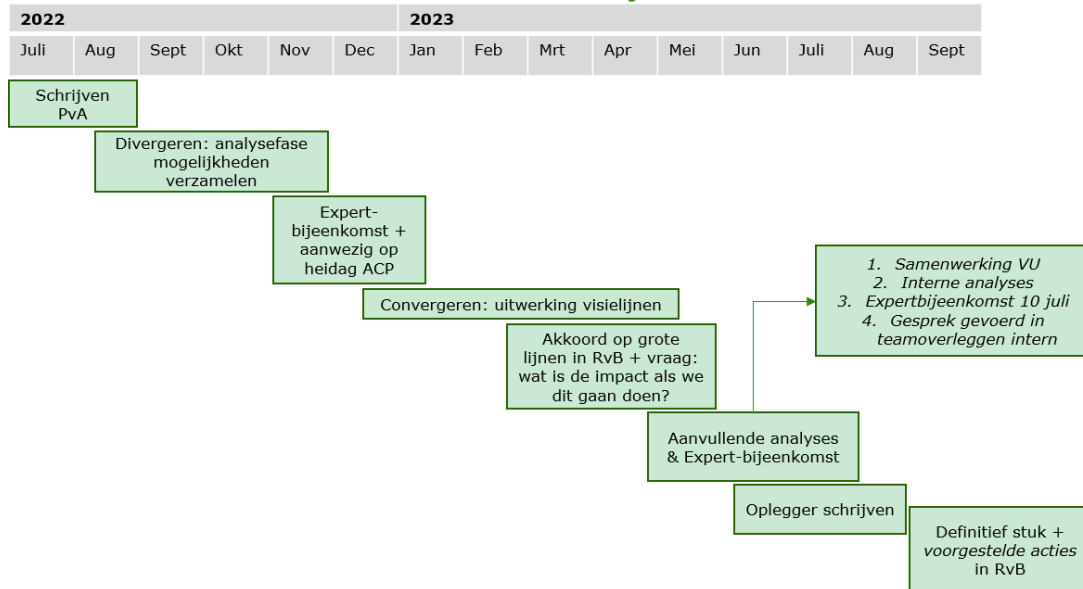 2022
2023
Juli
Aug
Sept
Okt
Nov
Dec
Jan
Feb
Mrt
Apr
Mei
Jun
Juli
Aug
Sept
Schrijven
PvA
Divergeren: analysefase
mogelijkheden
verzamelen
Expert-
bijeenkomst +
aanwezig op
heidag ACP
Convergeren: uitwerking visielijnen
Akkoord op grote
lijnen in RvB + vraag:
wat is de impact als we
dit gaan doen?
1. Samenwerking VU
2. Interne analyses
3. Expertbijeenkomst 10 juli
4. Gesprek gevoerd in
teamoverleggen intern
Aanvullende analyses
& Expert-bijeenkomst
Oplegger schrijven
Definitief stuk +
voorgestelde acties
in RvB